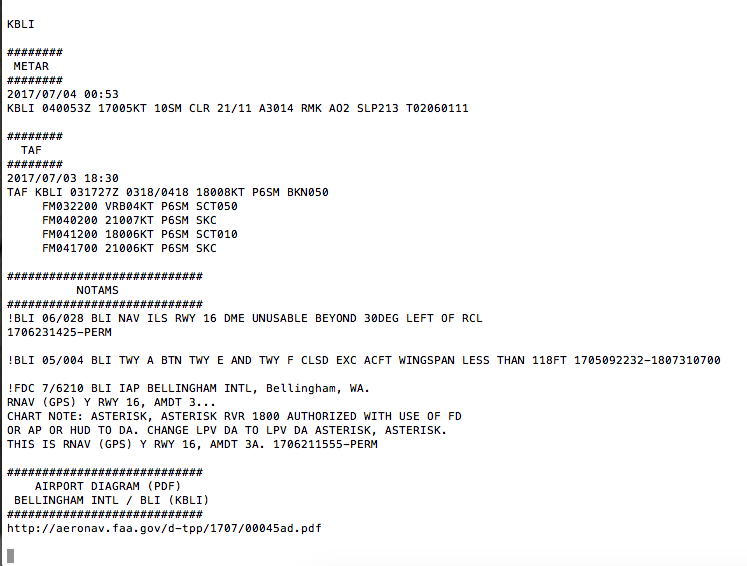 KBLI
########
METAR
########
2017/07/04 00:53
KBLI 040053Z 17005KT 10SM CLR 21/11 A3014 RMK AO2 SLP213 T02060111
########
TAF
########
2017/07/03 18:30
TAF KBLI 031727Z 0318/0418 18008KT P6SM BKN050
FM032200 VRB04KT P6SM SCT050
FM040200 21007KT P6SM SKC
FM041200 18006KT P6SM SCT010
FM041700 21006KT P6SM SKC
############################
NOTAMS
############################
!BLI 06/028 BLI NAV ILS RWY 16 DME UNUSABLE BEYOND 30DEG LEFT OF RCL
1706231425-PERM
!BLI 05/004 BLI TWY A BTN TWY E AND TWY F CLSD EXC ACFT WINGSPAN LESS THAN 118FT 1705092232-1807310700
!FDC 7/6210 BLI IAP BELLINGHAM INTL, Bellingham, WA.
RNAV (GPS) Y RWY 16, AMDT 3...
CHART NOTE: ASTERISK, ASTERISK RVR 1800 AUTHORIZED WITH USE OF FD
OR AP OR HUD TO DA. CHANGE LPV DA TO LPV DA ASTERISK, ASTERISK.
THIS IS RNAV (GPS) Y RWY 16, AMDT 3A. 1706211555-PERM
############################
AIRPORT DIAGRAM (PDF)
BELLINGHAM INTL / BLI (KBLI)
############################
http://aeronav.faa.gov/d-tpp/1707/00045ad.pdf